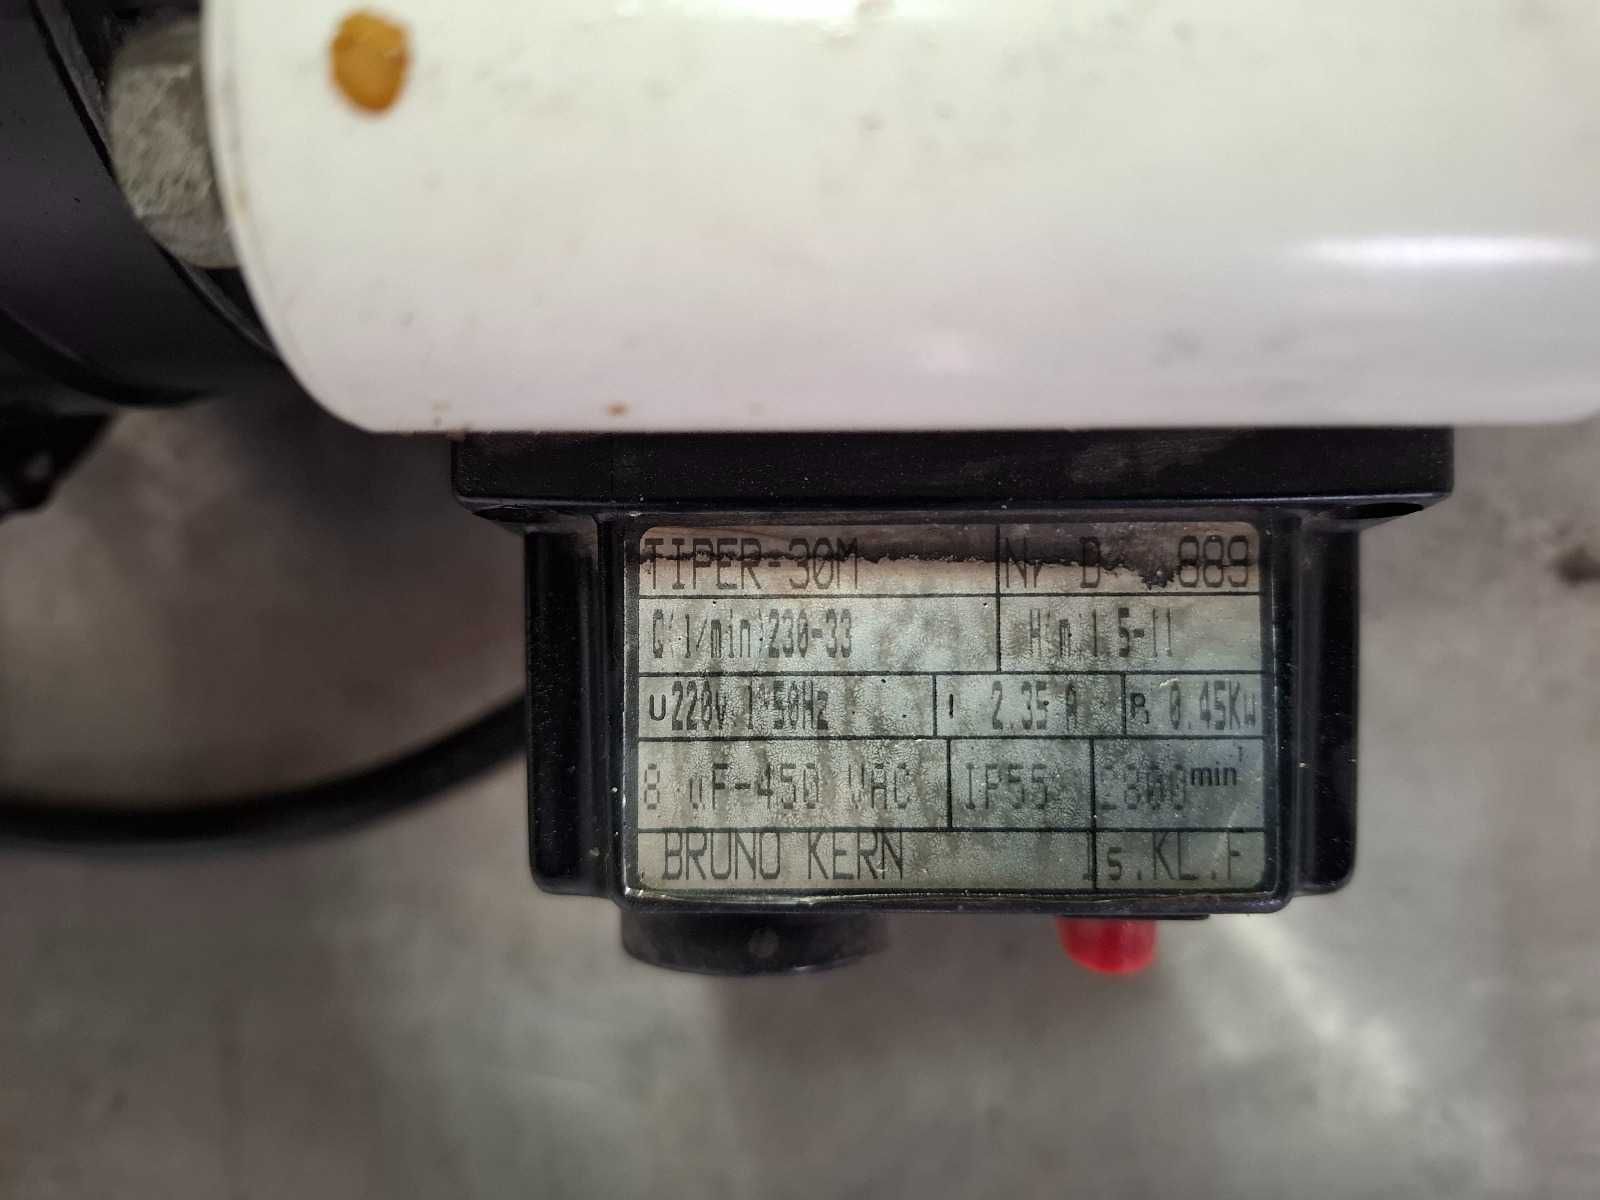 TIPER-30M N/ D 889
Q(l/min)230-33 H(m)1.5-11
U 220V 1~50Hz I 2.35 A P1 0.45Kw
8 uF-450 VAC IP55 2800 min-1
BRUNO KERN Is.KL.F